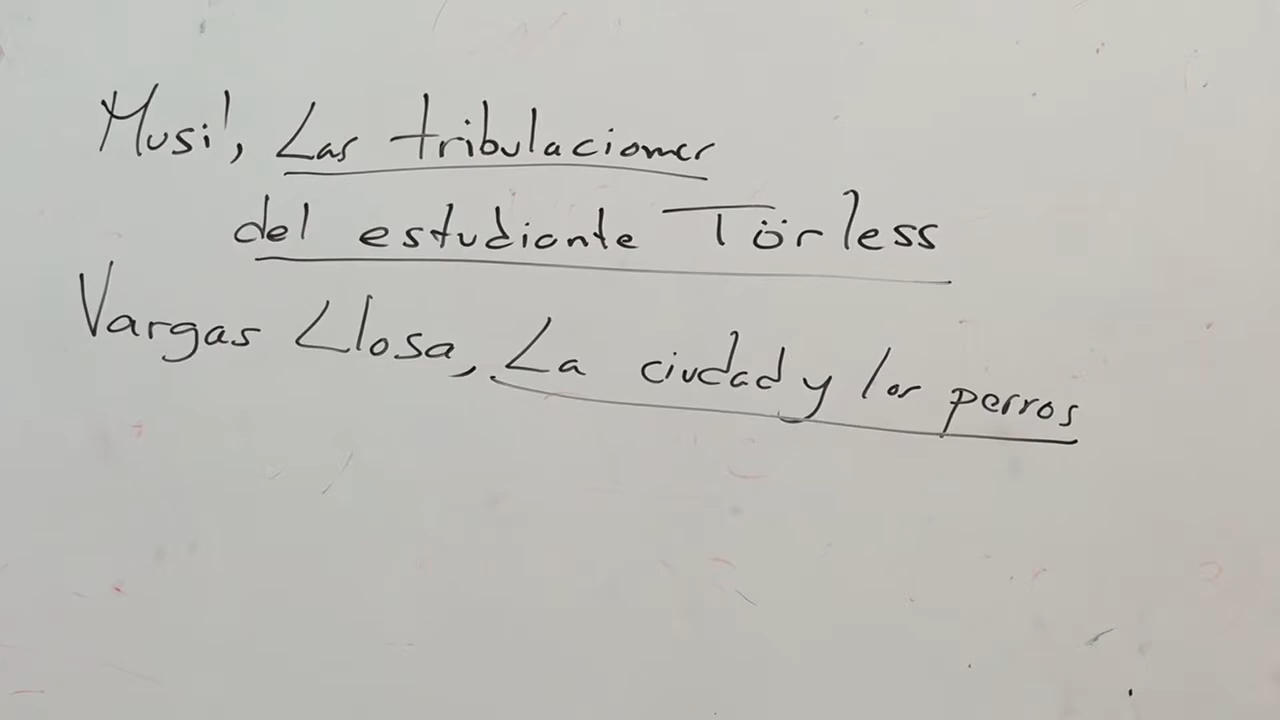 Musil, Las tribulaciones
del estudiante Törless
Vargas Llosa, La ciudad y los perros